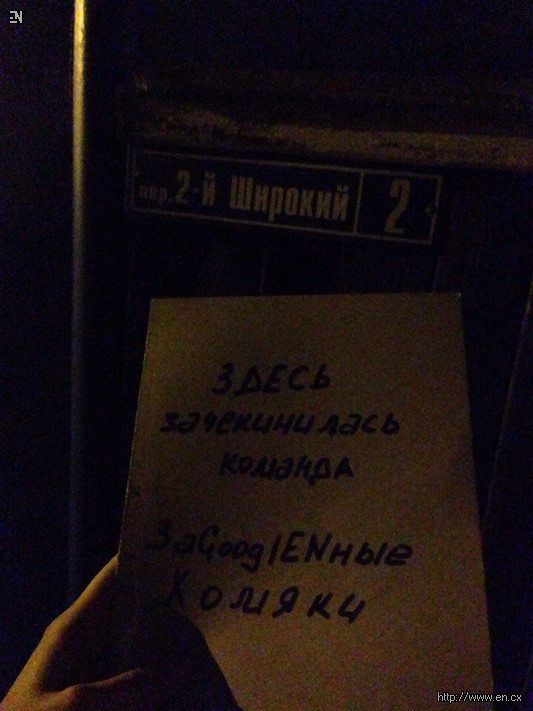 EN
пер. 2-й Широкий 2
ЗДЕСЬ
зачекинилась
команда
ЗаGooglENные
Хомяки
http://www.en.cx